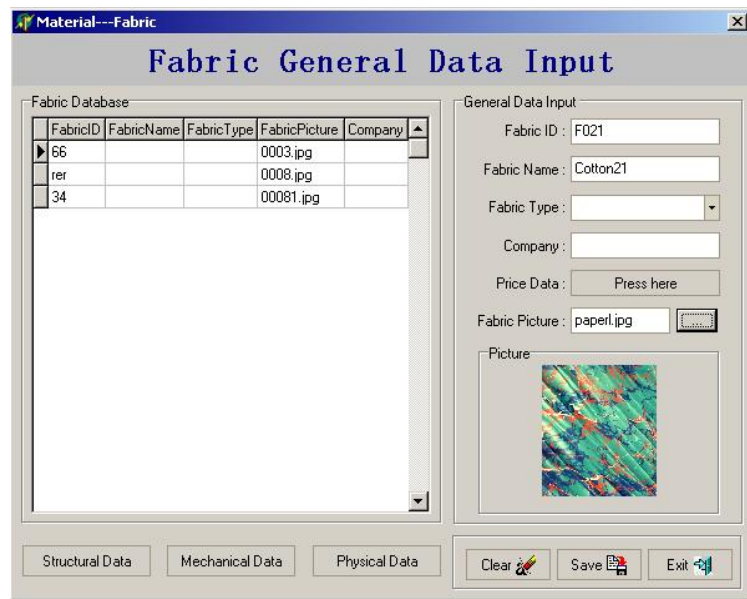 Material---Fabric
Fabric General Data Input
Fabric Database
FabricID FabricName FabricType FabricPicture Company
66 0003.jpg
rer 0008.jpg
34 00081.jpg
General Data Input
Fabric ID : F021
Fabric Name : Cotton21
Fabric Type :
Company :
Price Data : Press here
Fabric Picture : paperl.jpg ...
Picture
Structural Data Mechanical Data Physical Data
Clear Save Exit